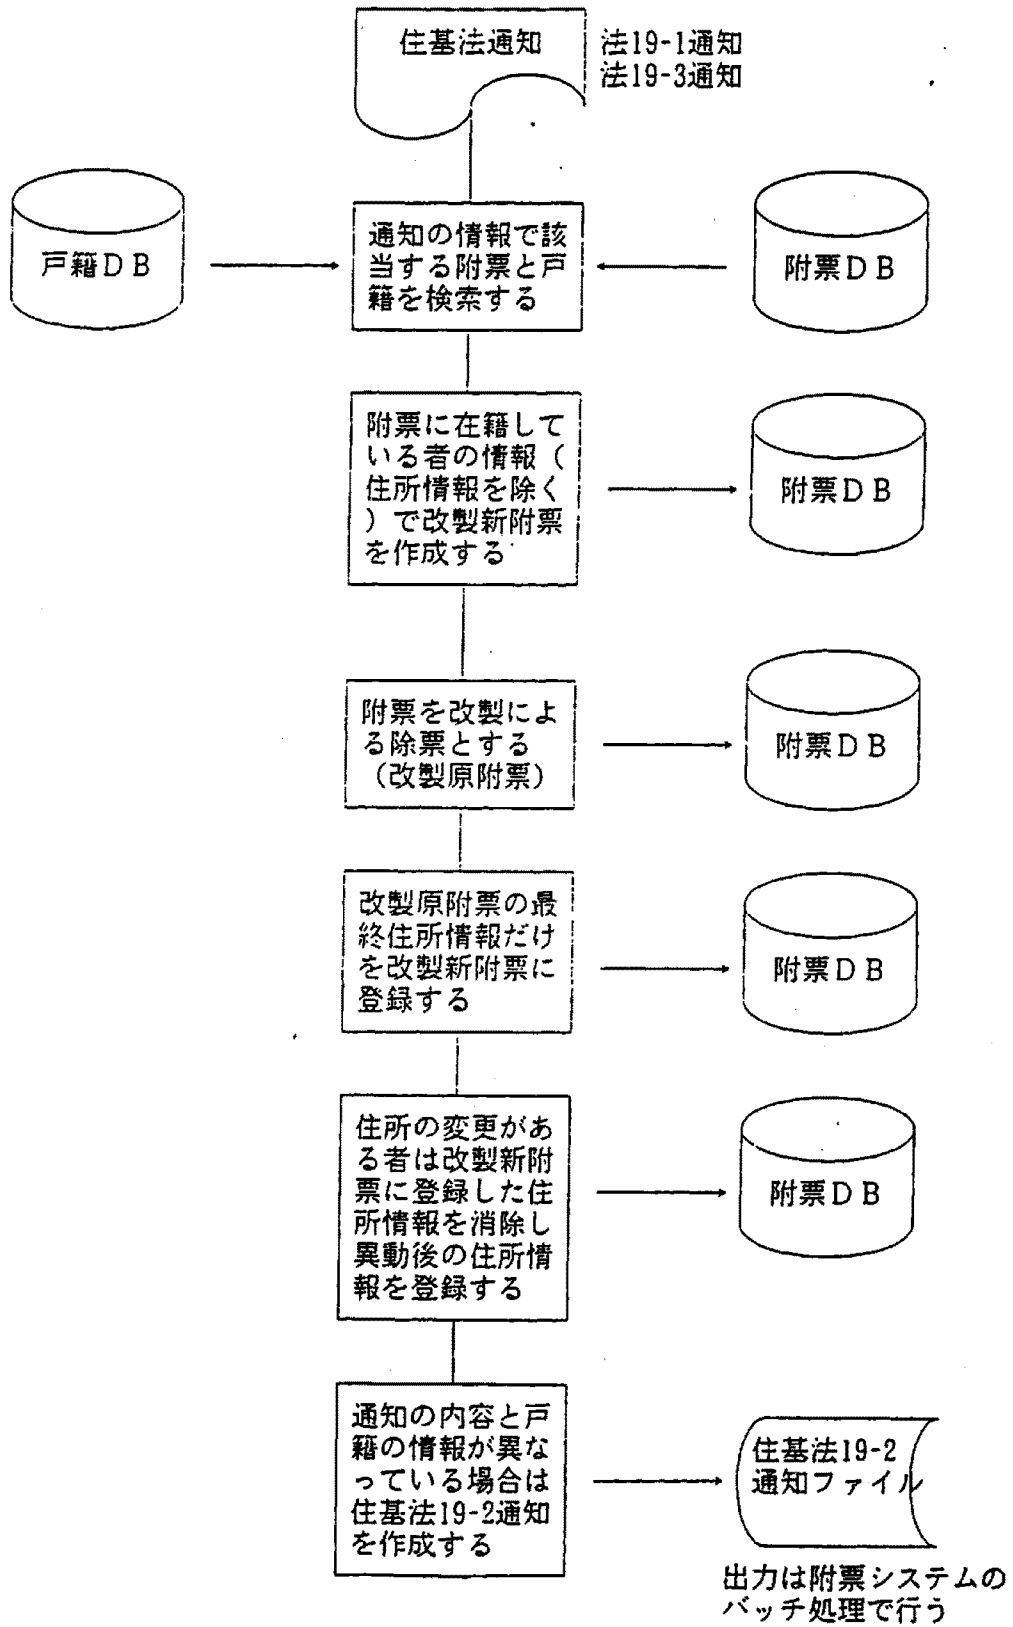 住基法通知
法19-1通知
法19-3通知
戸籍ＤＢ
通知の情報で該
当する附票と戸
籍を検索する
附票ＤＢ
附票に在籍して
いる者の情報（
住所情報を除く
）で改製新附票
を作成する
附票ＤＢ
附票を改製によ
る除票とする
（改製原附票）
附票ＤＢ
改製原附票の最
終住所情報だけ
を改製新附票に
登録する
附票ＤＢ
住所の変更があ
る者は改製新附
票に登録した住
所情報を消除し
異動後の住所情
報を登録する
附票ＤＢ
通知の内容と戸
籍の情報が異な
っている場合は
住基法19-2通知
を作成する
住基法19-2
通知ファイル
出力は附票システムの
バッチ処理で行う